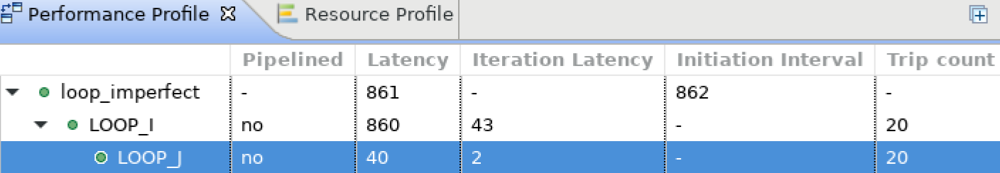 Performance Profile Resource Profile
Pipelined Latency Iteration Latency Initiation Interval Trip count
loop_imperfect - 861 - 862 -
LOOP_I no 860 43 - 20
LOOP_J no 40 2 - 20